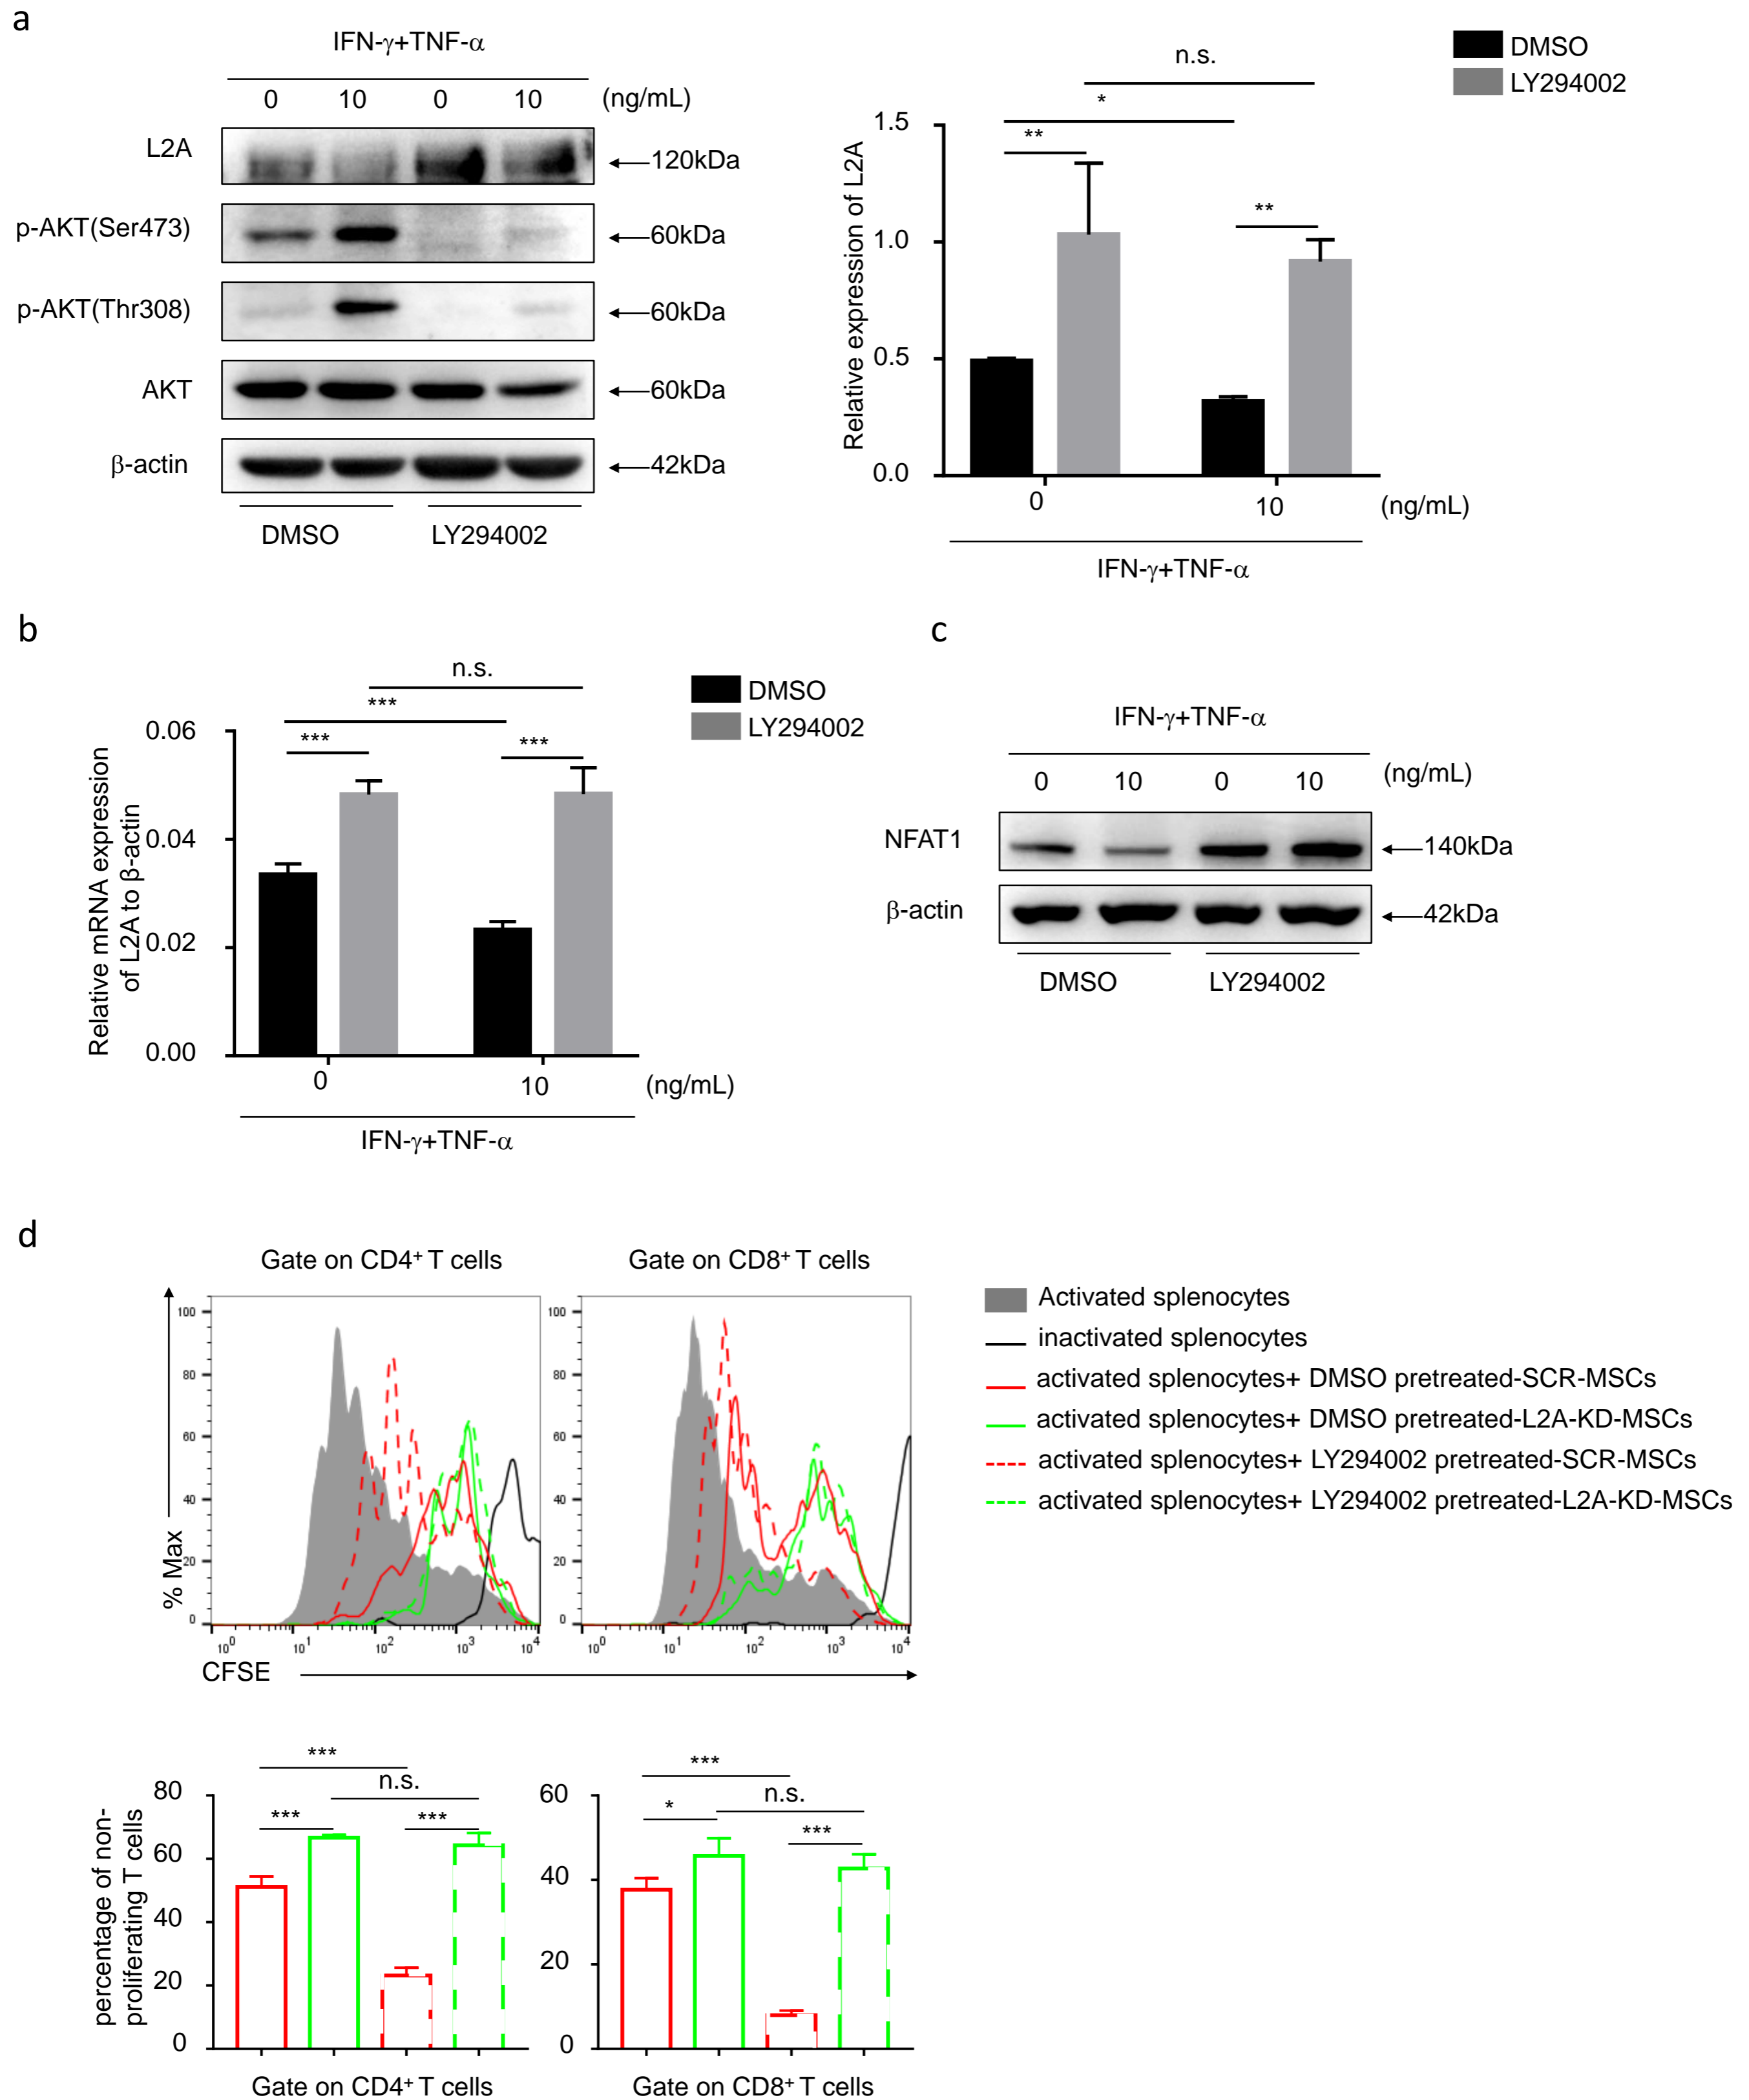 a
IFN-γ+TNF-α
0 10 0 10 (ng/mL)
L2A
120kDa
p-AKT(Ser473)
60kDa
p-AKT(Thr308)
60kDa
AKT
60kDa
β-actin
42kDa
DMSO LY294002
DMSO
LY294002
n.s.
*
**
**
Relative expression of L2A
1.5
1.0
0.5
0.0
0 10 (ng/mL)
IFN-γ+TNF-α
b
n.s.
***
***
***
DMSO
LY294002
Relative mRNA expression
of L2A to β-actin
0.06
0.04
0.02
0.00
0 10 (ng/mL)
IFN-γ+TNF-α
c
IFN-γ+TNF-α
0 10 0 10 (ng/mL)
NFAT1
140kDa
β-actin
42kDa
DMSO LY294002
d
Gate on CD4⁺ T cells
Gate on CD8⁺ T cells
% Max
100
80
60
40
20
0
10⁰ 10¹ 10² 10³ 10⁴
100
80
60
40
20
0
10⁰ 10¹ 10² 10³ 10⁴
CFSE
Activated splenocytes
inactivated splenocytes
activated splenocytes+ DMSO pretreated-SCR-MSCs
activated splenocytes+ DMSO pretreated-L2A-KD-MSCs
activated splenocytes+ LY294002 pretreated-SCR-MSCs
activated splenocytes+ LY294002 pretreated-L2A-KD-MSCs
percentage of non-
proliferating T cells
***
n.s.
***
***
80
60
40
20
0
Gate on CD4⁺ T cells
***
n.s.
*
***
60
40
20
0
Gate on CD8⁺ T cells